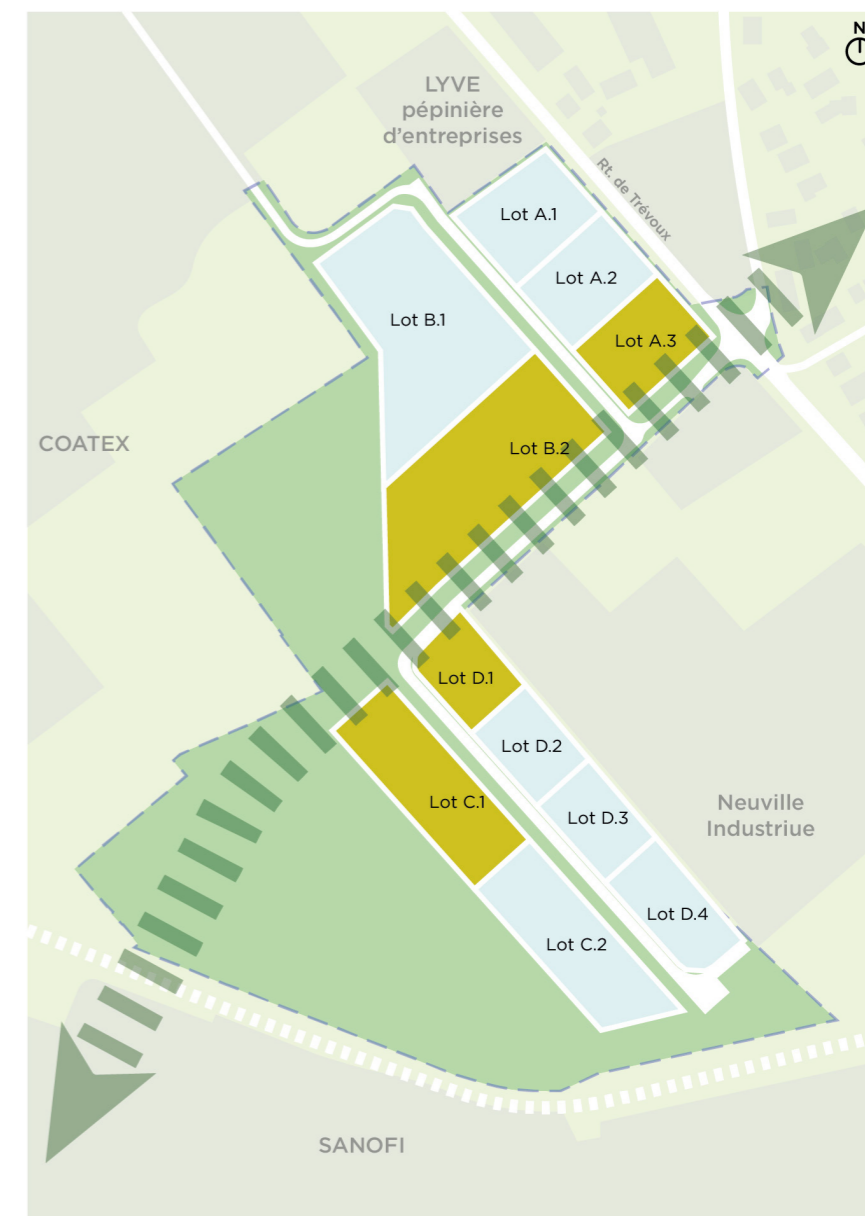 N
LYVE
pépinière
d'entreprises
Rt. de Trévoux
Lot A.1
Lot A.2
Lot B.1
Lot A.3
COATEX
Lot B.2
Lot D.1
Lot D.2
Lot C.1
Lot D.3
Neuville
Industriue
Lot D.4
Lot C.2
SANOFI